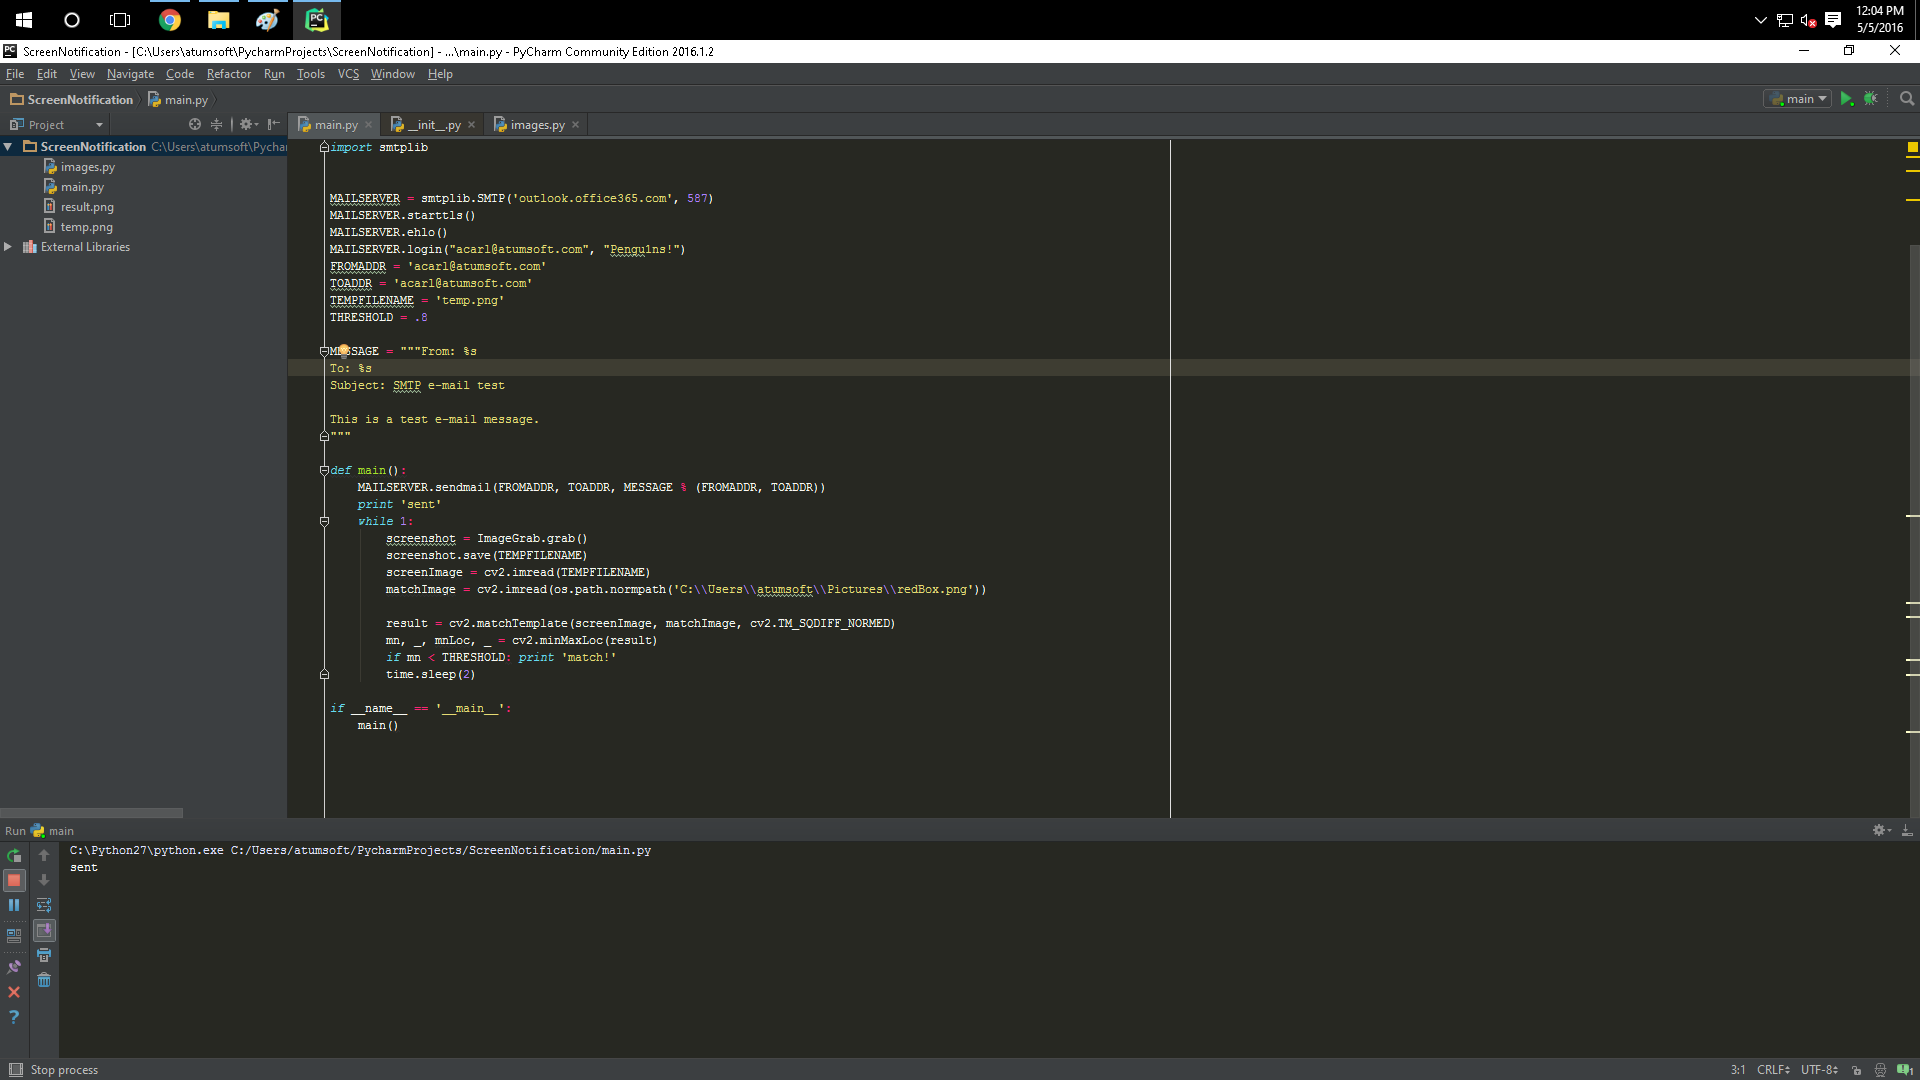 12:04 PM
5/5/2016
ScreenNotification - [C:\Users\atumsoft\PycharmProjects\ScreenNotification] - ...\main.py - PyCharm Community Edition 2016.1.2
File Edit View Navigate Code Refactor Run Tools VCS Window Help
ScreenNotification main.py
main
Project
main.py __init__.py images.py
ScreenNotification C:\Users\atumsoft\Pychar
images.py
main.py
result.png
temp.png
External Libraries
import smtplib
MAILSERVER = smtplib.SMTP('outlook.office365.com', 587)
MAILSERVER.starttls()
MAILSERVER.ehlo()
MAILSERVER.login("acarl@atumsoft.com", "Pengu1ns!")
FROMADDR = 'acarl@atumsoft.com'
TOADDR = 'acarl@atumsoft.com'
TEMPFILENAME = 'temp.png'
THRESHOLD = .8
MESSAGE = """From: %s
To: %s
Subject: SMTP e-mail test
This is a test e-mail message.
"""
def main():
MAILSERVER.sendmail(FROMADDR, TOADDR, MESSAGE % (FROMADDR, TOADDR))
print 'sent'
while 1:
screenshot = ImageGrab.grab()
screenshot.save(TEMPFILENAME)
screenImage = cv2.imread(TEMPFILENAME)
matchImage = cv2.imread(os.path.normpath('C:\\Users\\atumsoft\\Pictures\\redBox.png'))
result = cv2.matchTemplate(screenImage, matchImage, cv2.TM_SQDIFF_NORMED)
mn, _, mnLoc, _ = cv2.minMaxLoc(result)
if mn < THRESHOLD: print 'match!'
time.sleep(2)
if __name__ == '__main__':
main()
Run main
C:\Python27\python.exe C:/Users/atumsoft/PycharmProjects/ScreenNotification/main.py
sent
Stop process
3:1 CRLF UTF-8 1